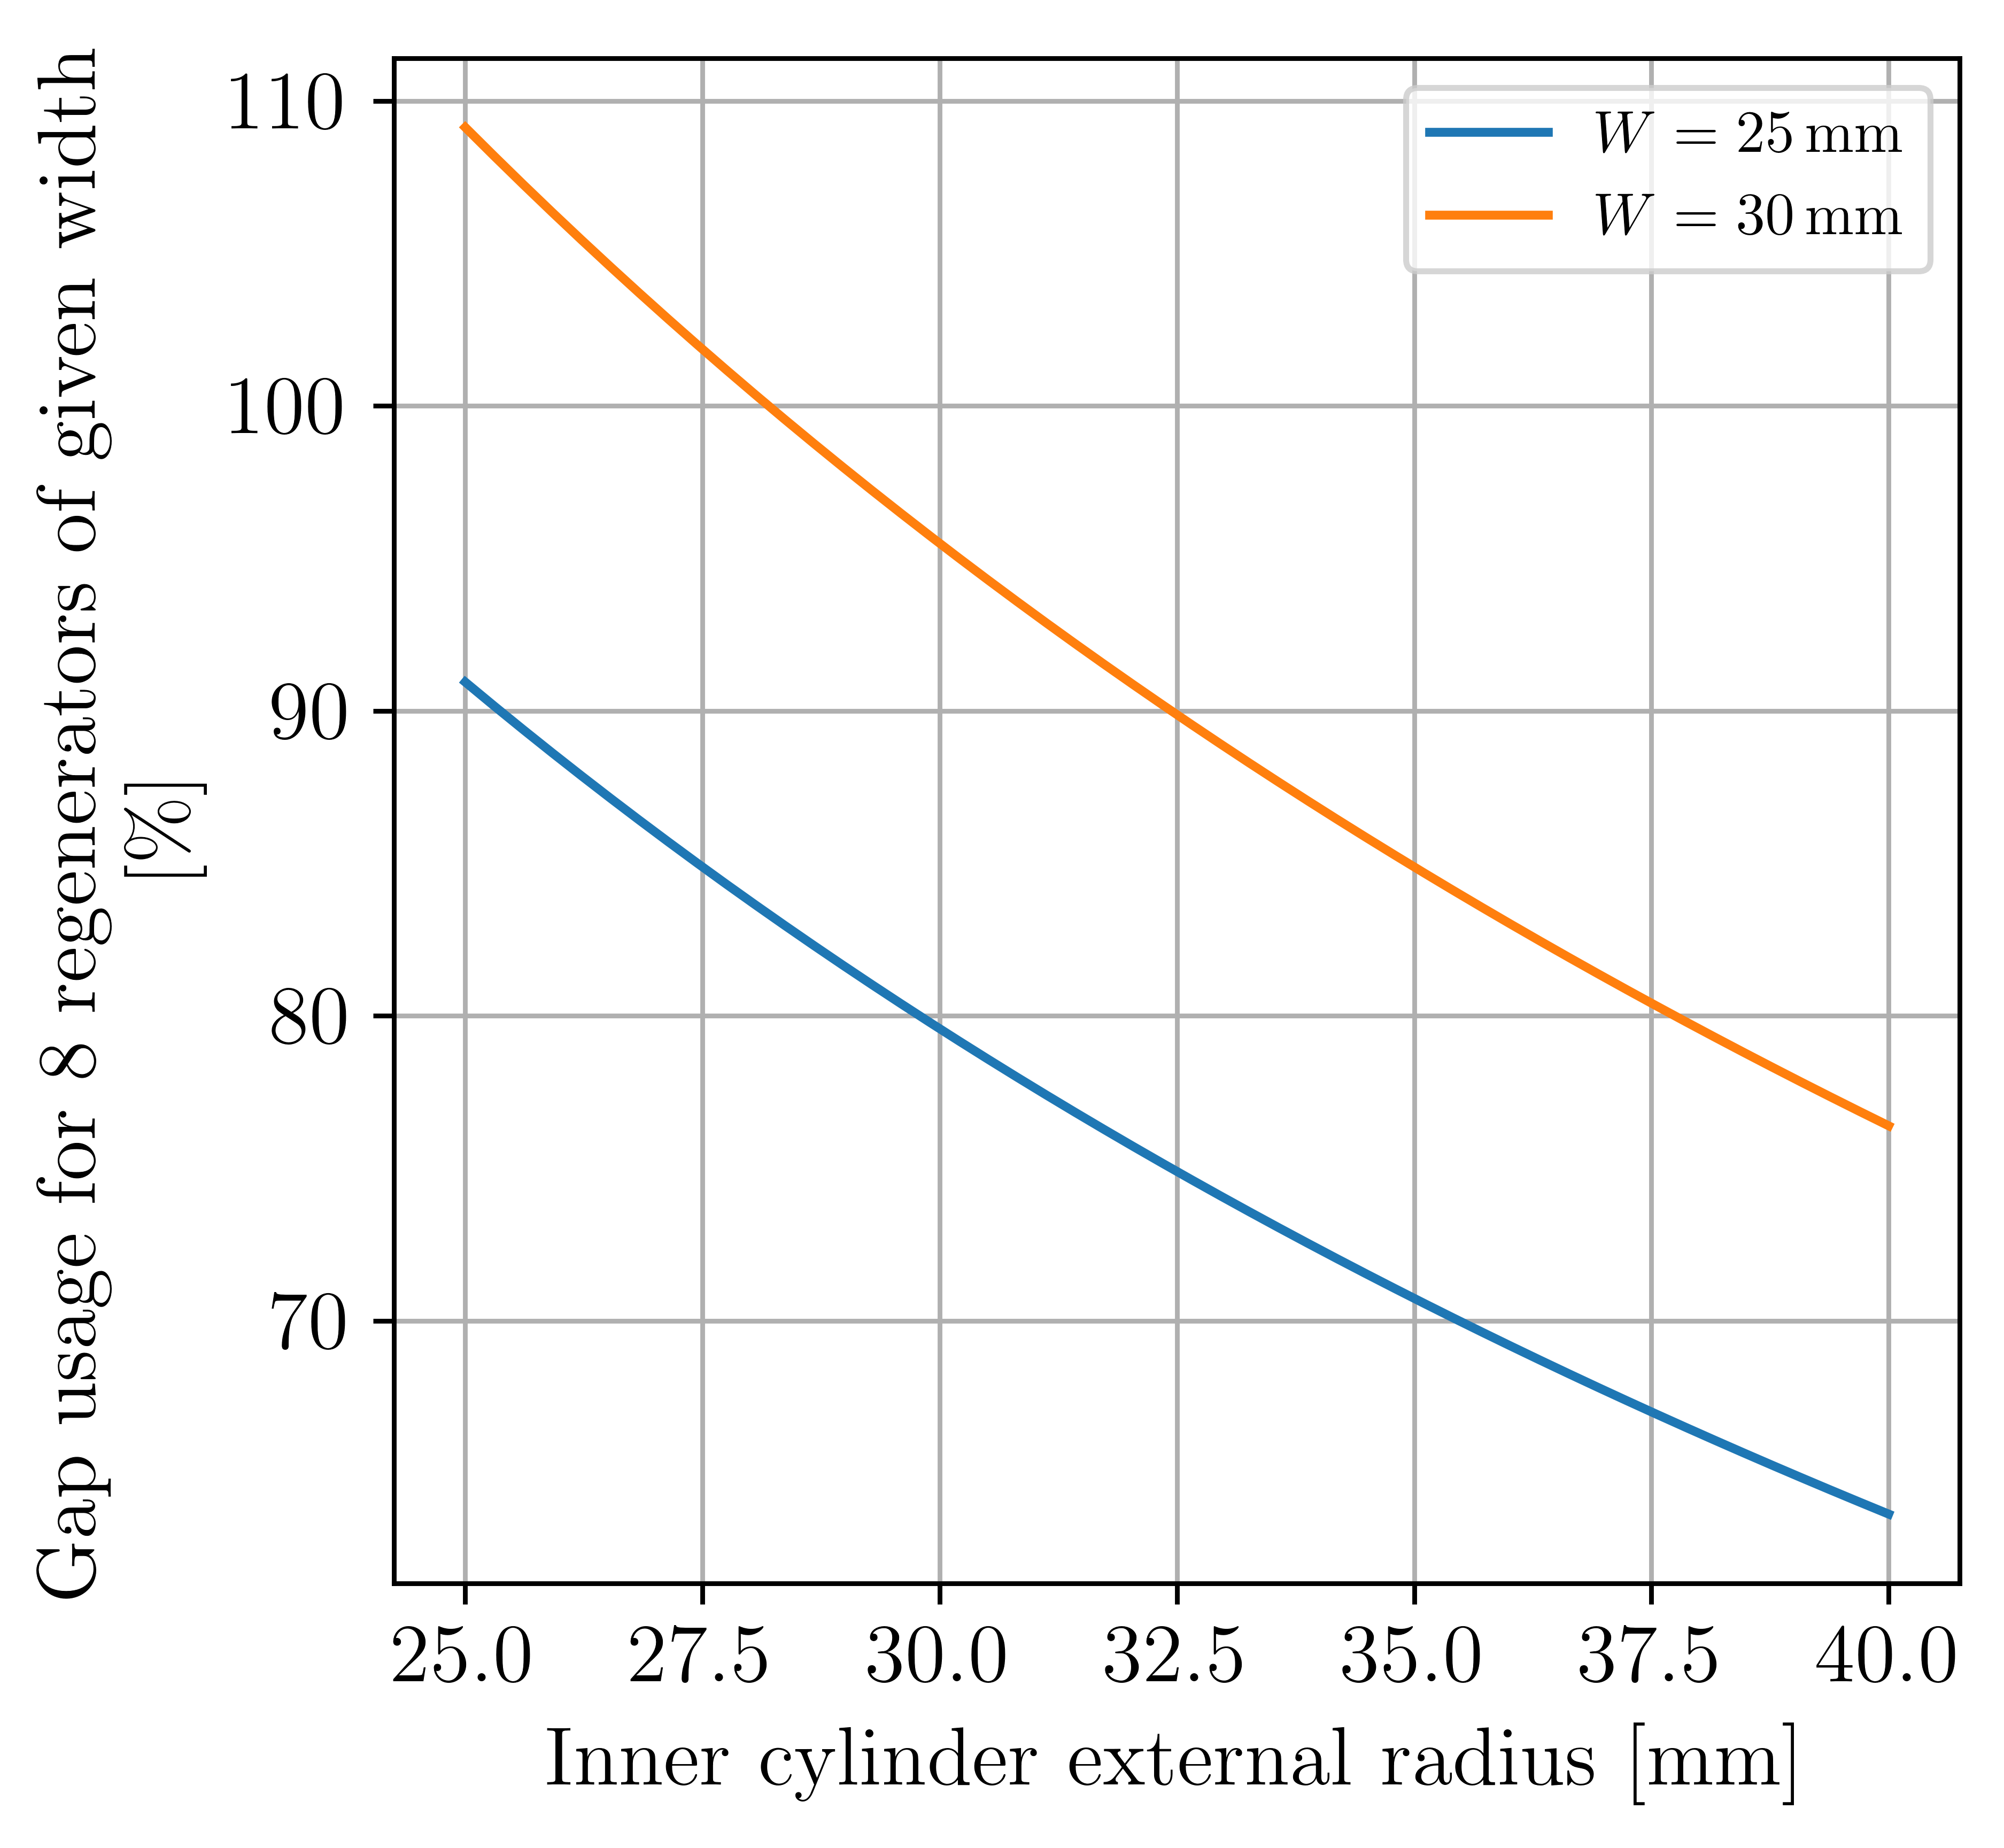 Gap usage for 8 regenerators of given width
[%]
110
100
90
80
70
W = 25 mm
W = 30 mm
25.0 27.5 30.0 32.5 35.0 37.5 40.0
Inner cylinder external radius [mm]